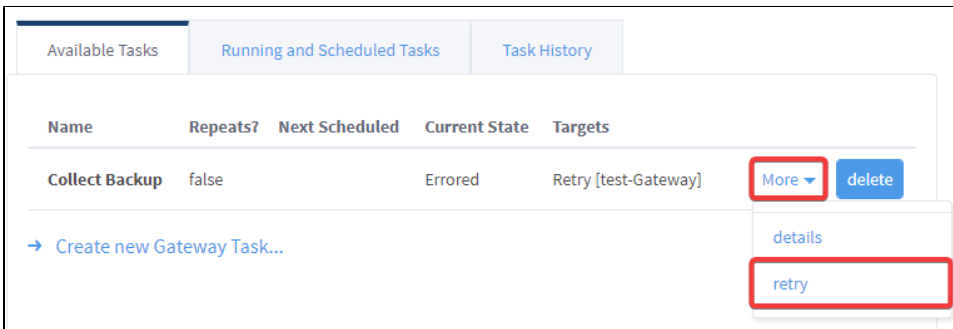 Available Tasks Running and Scheduled Tasks Task History
Name Repeats? Next Scheduled Current State Targets
Collect Backup false Errored Retry [test-Gateway] More delete
details
→ Create new Gateway Task...
retry